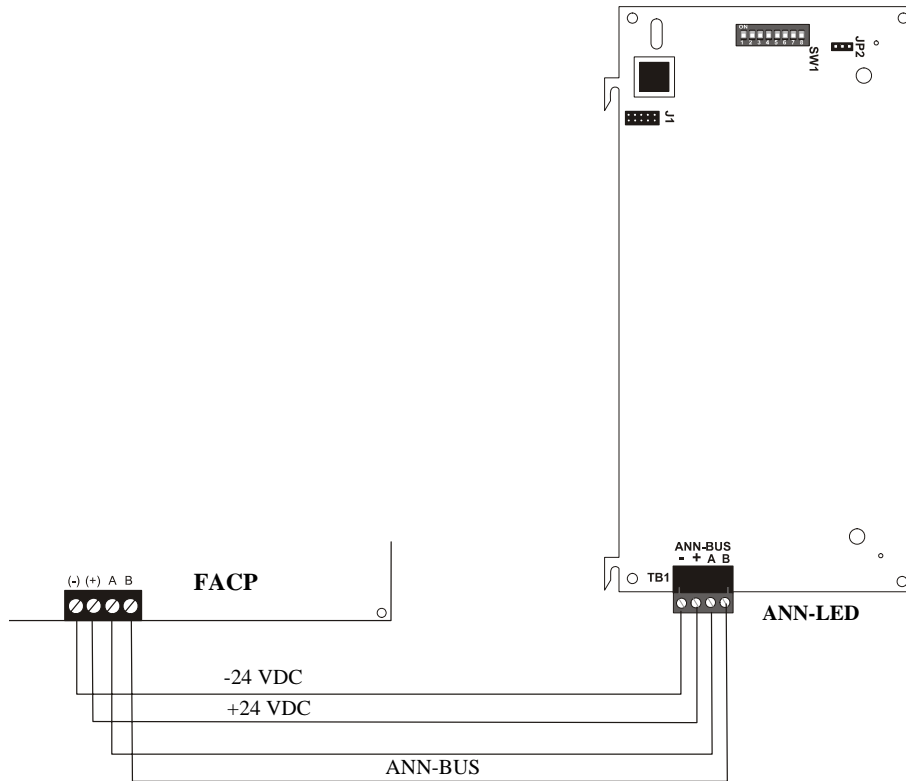 ON
1 2 3 4 5 6 7 8
SW1
JP2
J1
ANN-BUS
- + A B
TB1
ANN-LED
(-) (+) A B
FACP
-24 VDC
+24 VDC
ANN-BUS